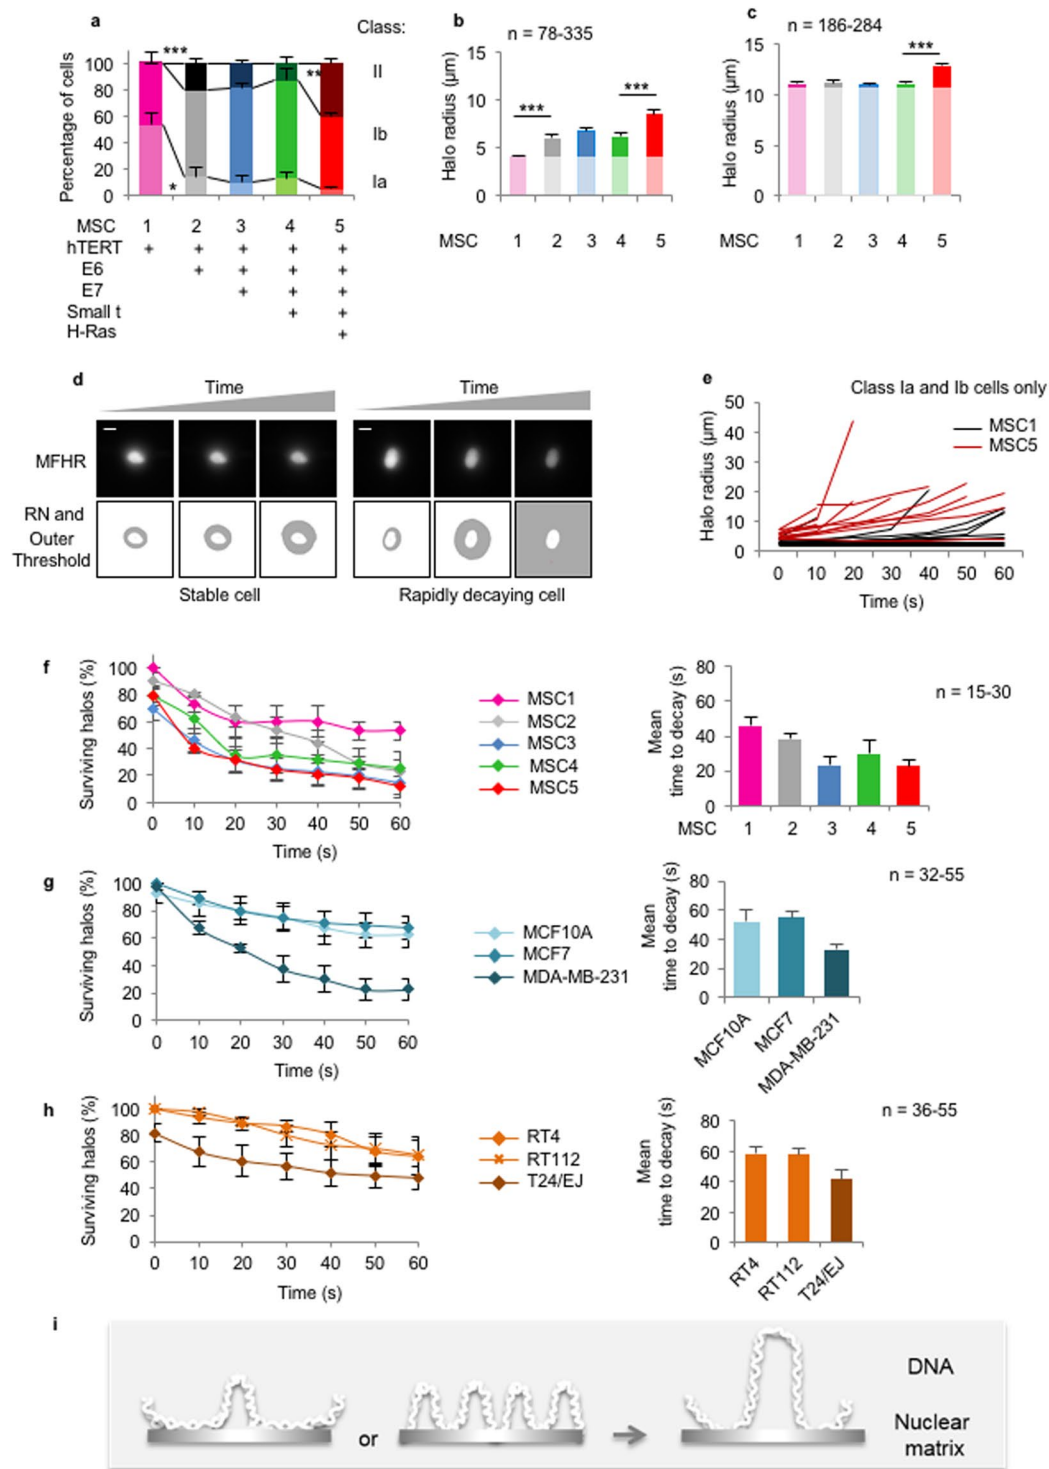 a
Class:
Percentage of cells
100
80
60
40
20
0
***
**
*
II
Ib
Ia
MSC 1 2 3 4 5
hTERT + + + + +
E6 + + + +
E7 + + +
Small t + +
H-Ras +
b
n = 78-335
Halo radius (µm)
15
10
5
0
***
***
MSC 1 2 3 4 5
c
n = 186-284
Halo radius (µm)
15
10
5
0
***
MSC 1 2 3 4 5
d
Time
Time
MFHR
RN and
Outer
Threshold
Stable cell
Rapidly decaying cell
e
Class Ia and Ib cells only
Halo radius (µm)
50
40
30
20
10
0
MSC1
MSC5
0 10 20 30 40 50 60
Time (s)
f
Surviving halos (%)
100
80
60
40
20
0
0 10 20 30 40 50 60
Time (s)
MSC1
MSC2
MSC3
MSC4
MSC5
Mean
time to decay (s)
80
60
40
20
0
n = 15-30
MSC 1 2 3 4 5
g
Surviving halos (%)
100
80
60
40
20
0
0 10 20 30 40 50 60
Time (s)
MCF10A
MCF7
MDA-MB-231
Mean
time to decay (s)
80
60
40
20
0
n = 32-55
MCF10A
MCF7
MDA-MB-231
h
Surviving halos (%)
100
80
60
40
20
0
0 10 20 30 40 50 60
Time (s)
RT4
RT112
T24/EJ
Mean
time to decay (s)
80
60
40
20
0
n = 36-55
RT4
RT112
T24/EJ
i
or
DNA
Nuclear
matrix